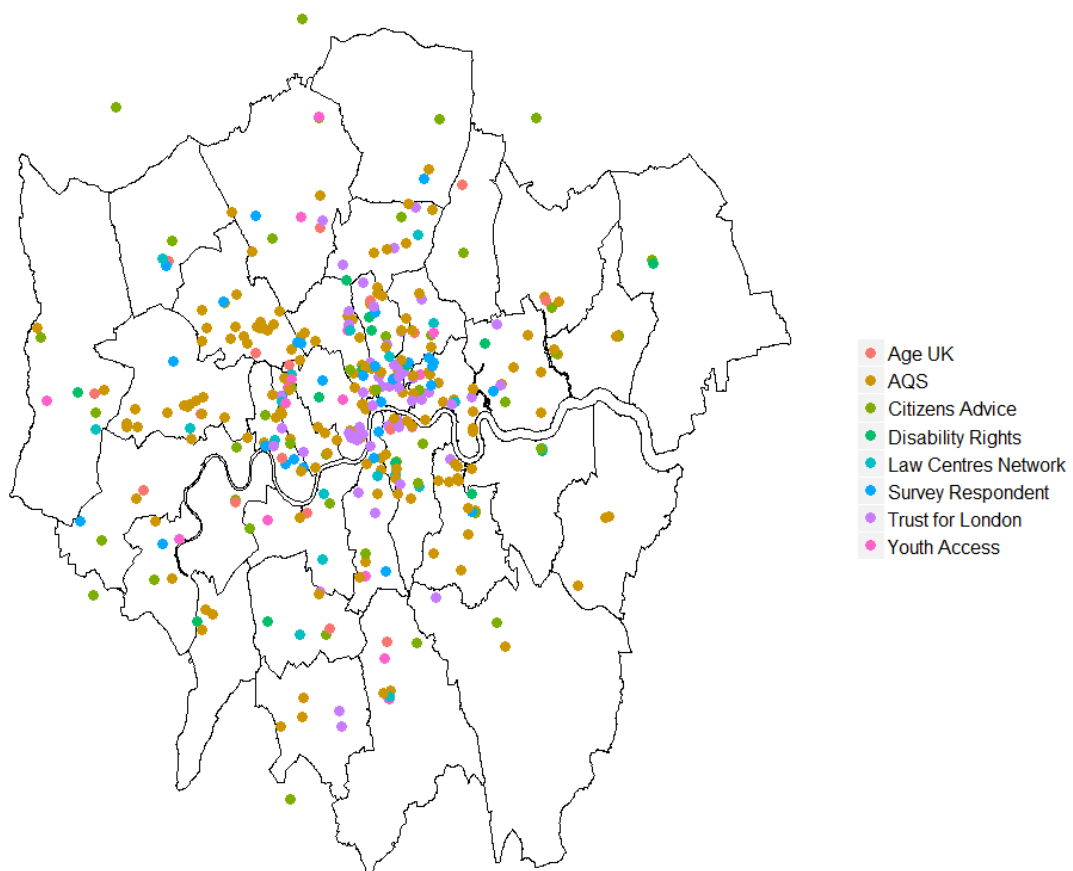 Age UK
AQS
Citizens Advice
Disability Rights
Law Centres Network
Survey Respondent
Trust for London
Youth Access